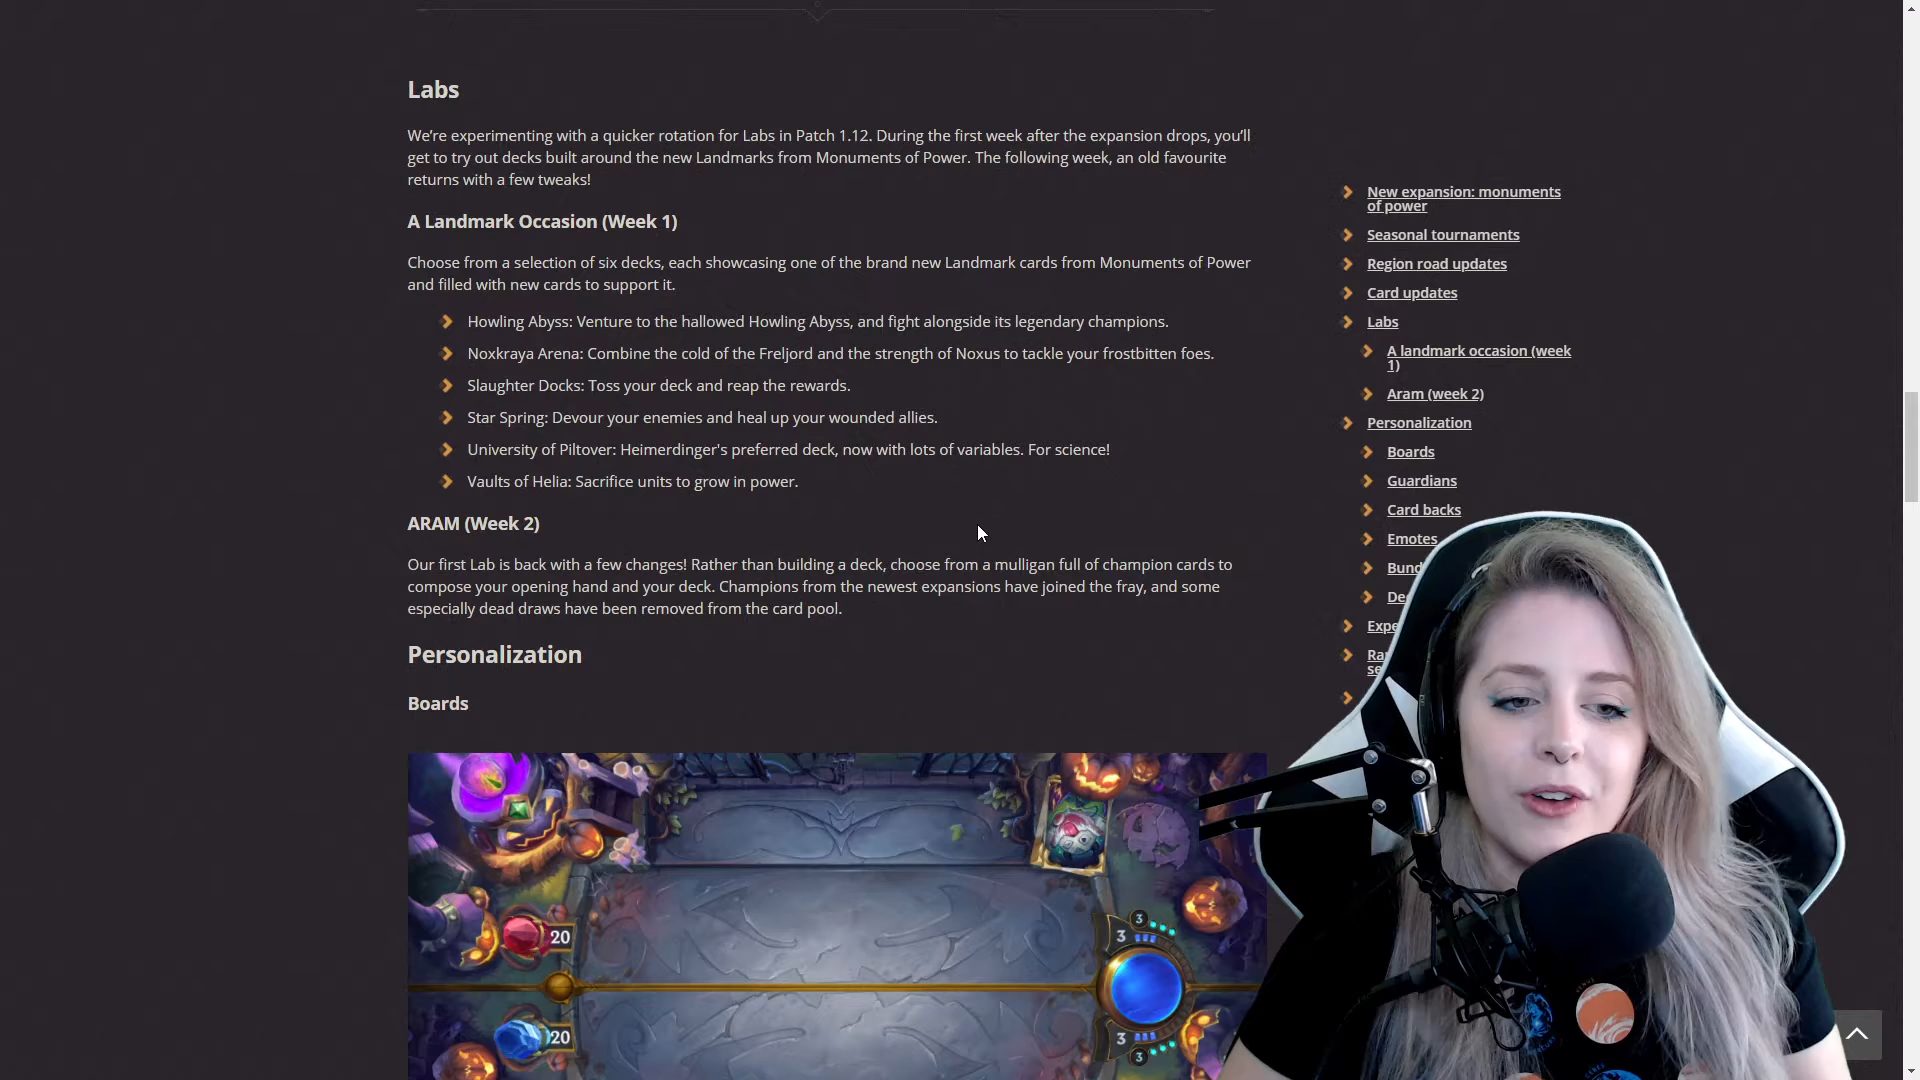 Labs
We’re experimenting with a quicker rotation for Labs in Patch 1.12. During the first week after the expansion drops, you’ll
get to try out decks built around the new Landmarks from Monuments of Power. The following week, an old favourite
returns with a few tweaks!
A Landmark Occasion (Week 1)
Choose from a selection of six decks, each showcasing one of the brand new Landmark cards from Monuments of Power
and filled with new cards to support it.
Howling Abyss: Venture to the hallowed Howling Abyss, and fight alongside its legendary champions.
Noxkraya Arena: Combine the cold of the Freljord and the strength of Noxus to tackle your frostbitten foes.
Slaughter Docks: Toss your deck and reap the rewards.
Star Spring: Devour your enemies and heal up your wounded allies.
University of Piltover: Heimerdinger's preferred deck, now with lots of variables. For science!
Vaults of Helia: Sacrifice units to grow in power.
ARAM (Week 2)
Our first Lab is back with a few changes! Rather than building a deck, choose from a mulligan full of champion cards to
compose your opening hand and your deck. Champions from the newest expansions have joined the fray, and some
especially dead draws have been removed from the card pool.
Personalization
Boards
20
3
3
20
3
3
New expansion: monuments
of power
Seasonal tournaments
Region road updates
Card updates
Labs
A landmark occasion (week
1)
Aram (week 2)
Personalization
Boards
Guardians
Card backs
Emotes